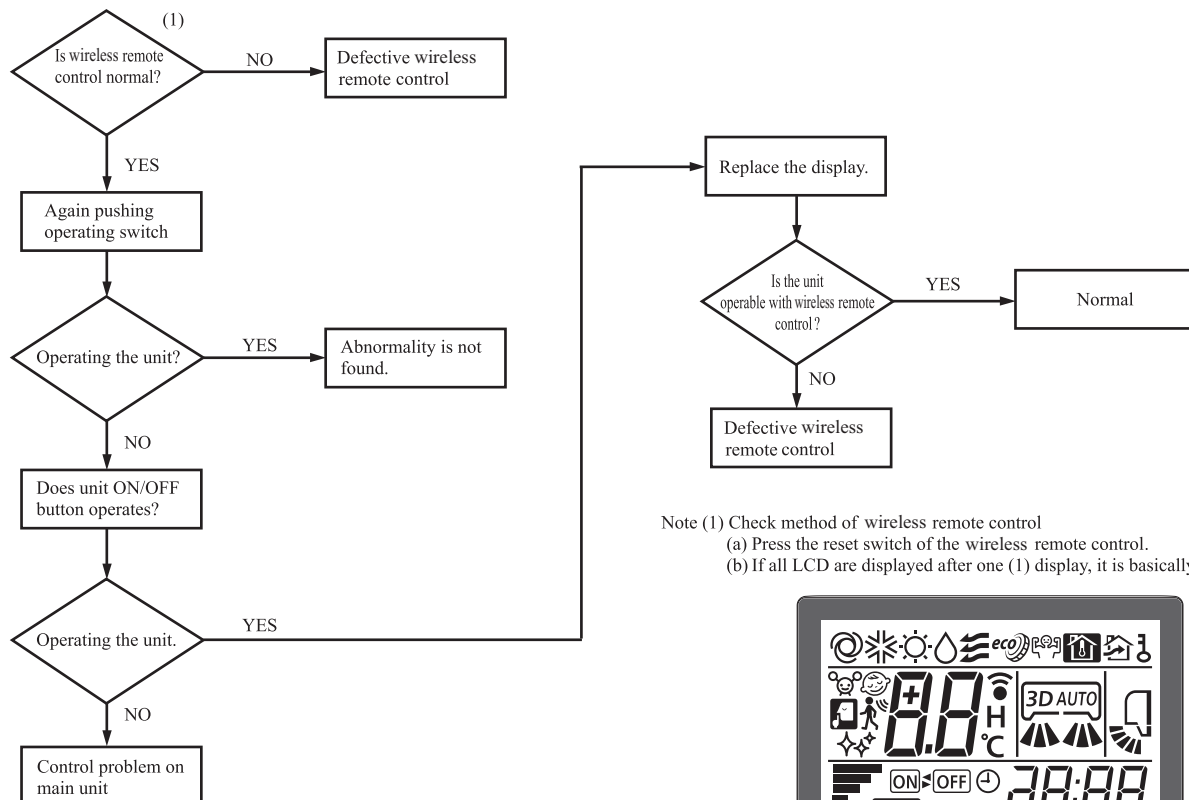 (1)
Is wireless remote
control normal?
NO
Defective wireless
remote control
YES
Again pushing
operating switch
Operating the unit?
YES
Abnormality is not
found.
NO
Does unit ON/OFF
button operates?
Operating the unit.
YES
NO
Control problem on
main unit
Replace the display.
Is the unit
operable with wireless remote
control?
YES
Normal
NO
Defective wireless
remote control
Note (1) Check method of wireless remote control
(a) Press the reset switch of the wireless remote control.
(b) If all LCD are displayed after one (1) display, it is basically
eco
+
8.8
H
°C
3D AUTO
ON
OFF